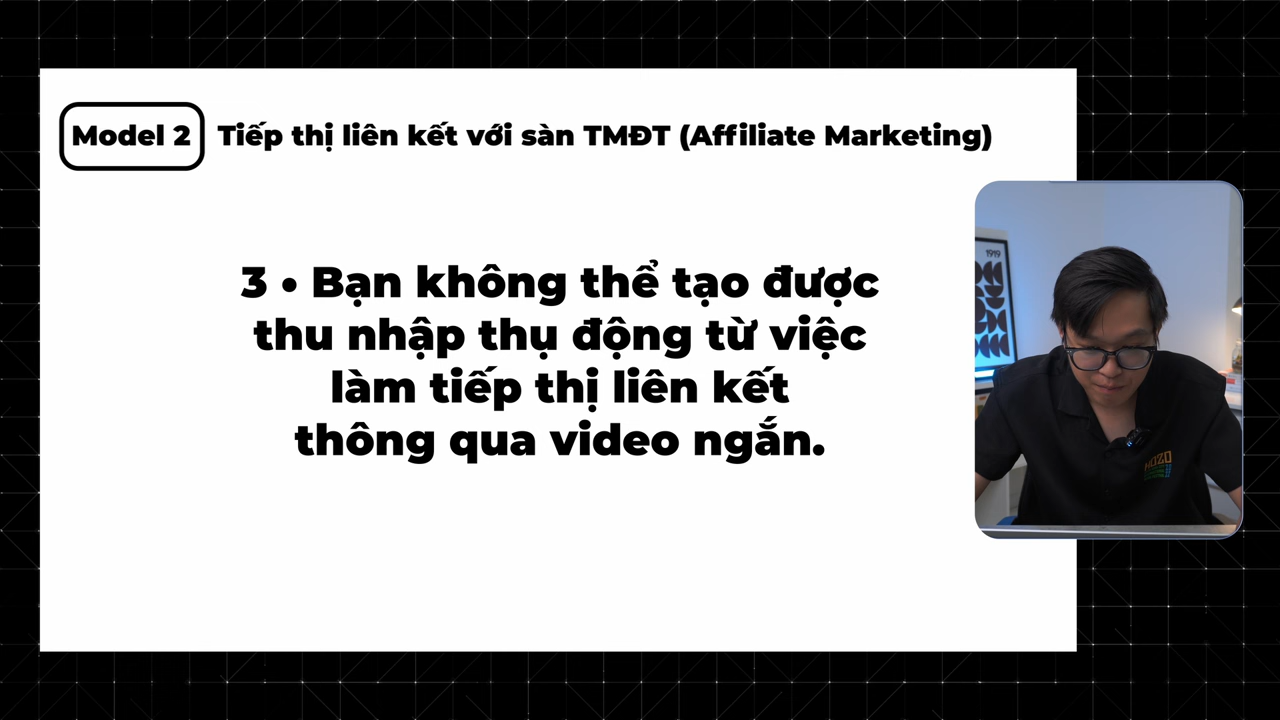 Model 2 Tiếp thị liên kết với sàn TMĐT (Affiliate Marketing)
3 • Bạn không thể tạo được
thu nhập thụ động từ việc
làm tiếp thị liên kết
thông qua video ngắn.
1919